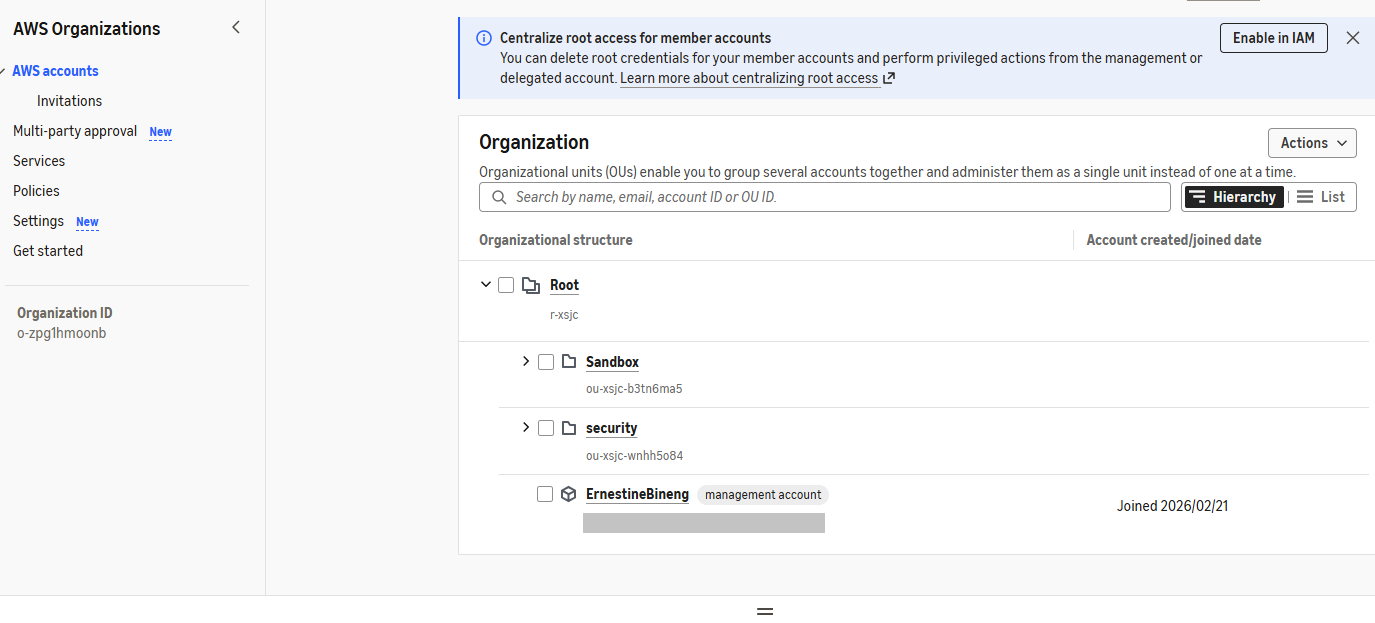 AWS Organizations
AWS accounts
Invitations
Multi-party approval New
Services
Policies
Settings New
Get started
Organization ID
o-zpg1hmoonb
Centralize root access for member accounts
You can delete root credentials for your member accounts and perform privileged actions from the management or
delegated account. Learn more about centralizing root access
Enable in IAM
Organization
Actions
Organizational units (OUs) enable you to group several accounts together and administer them as a single unit instead of one at a time.
Search by name, email, account ID or OU ID.
Hierarchy
List
Organizational structure
Account created/joined date
Root
r-xsjc
Sandbox
ou-xsjc-b3tn6ma5
security
ou-xsjc-wnhh5o84
ErnestineBineng management account
Joined 2026/02/21